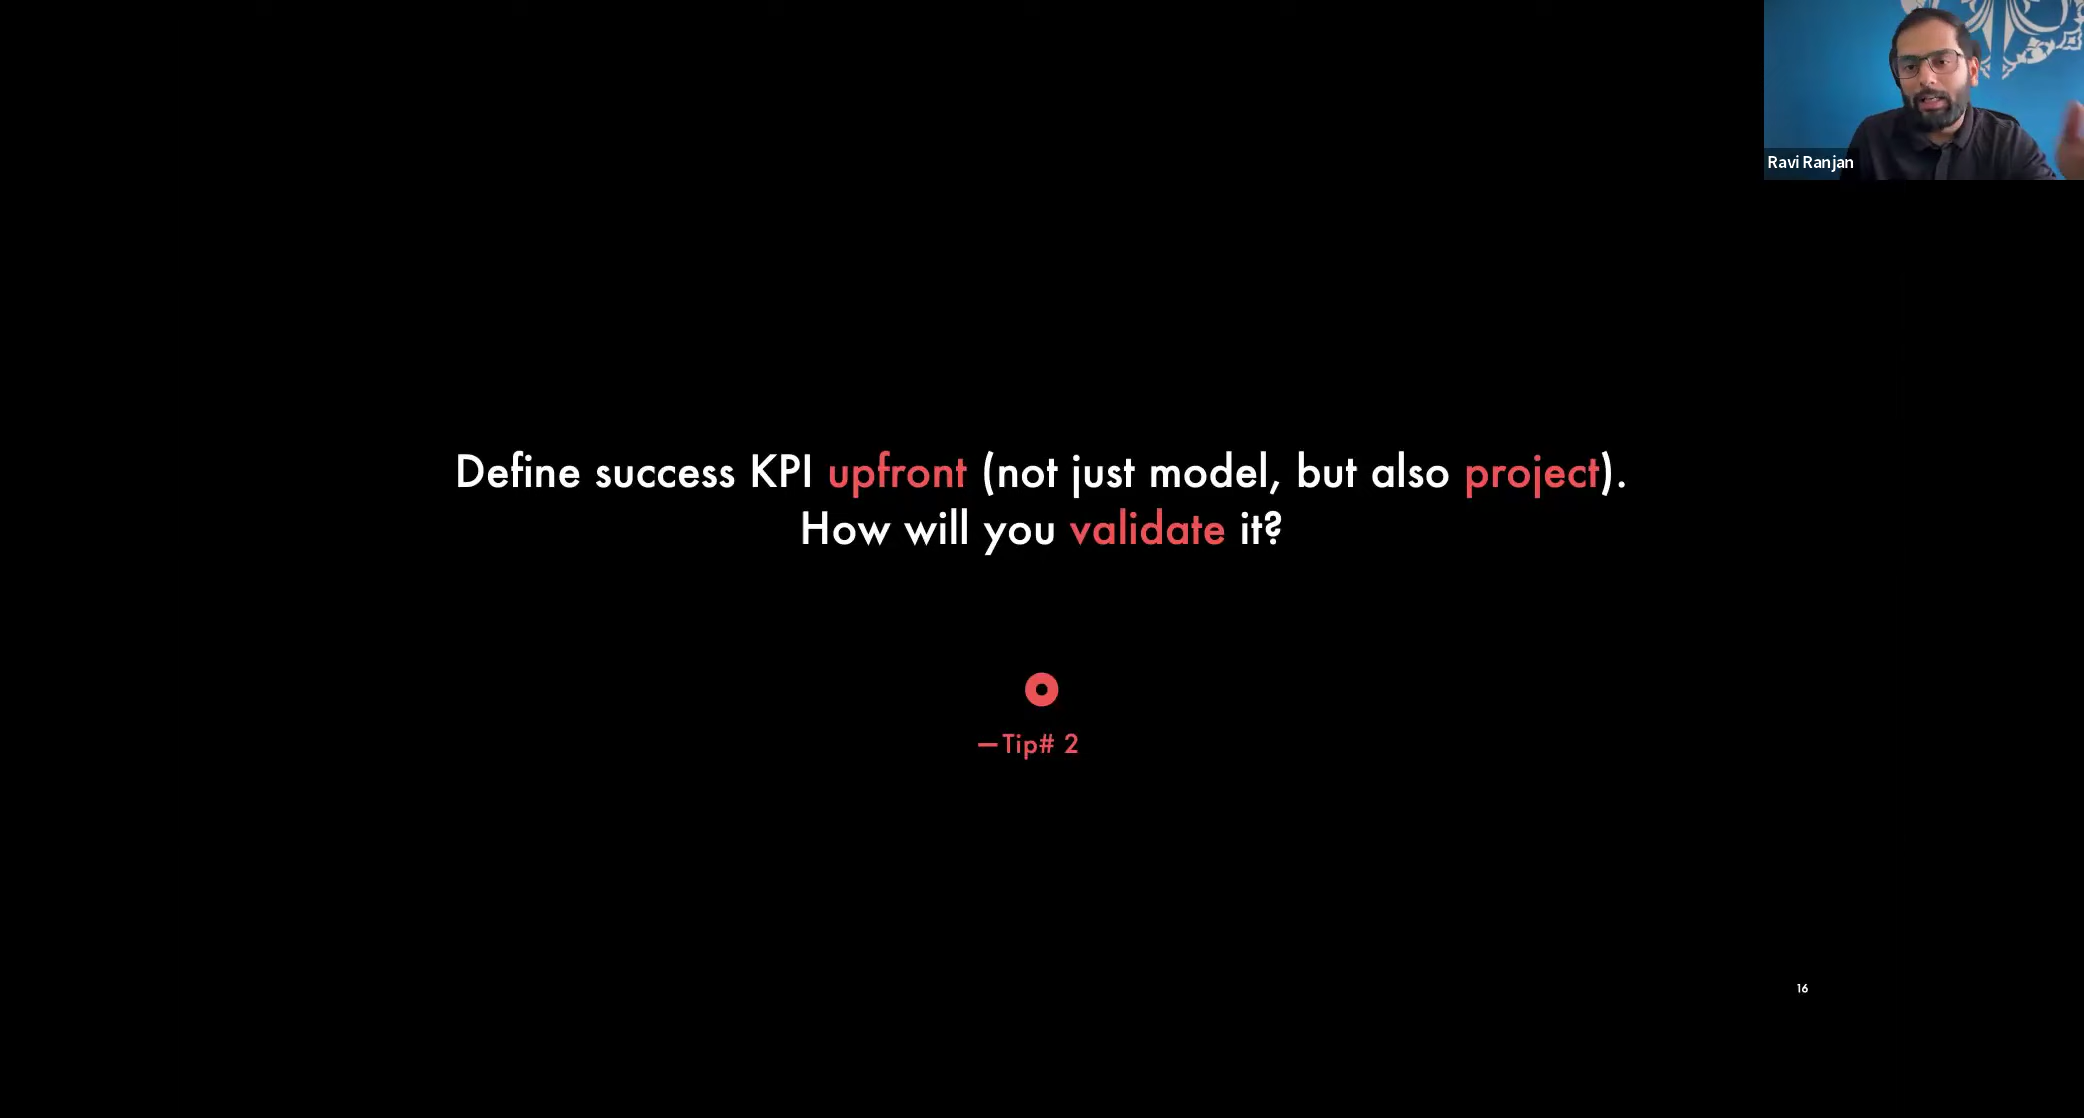 Ravi Ranjan
Define success KPI upfront (not just model, but also project).
How will you validate it?
—Tip# 2
16